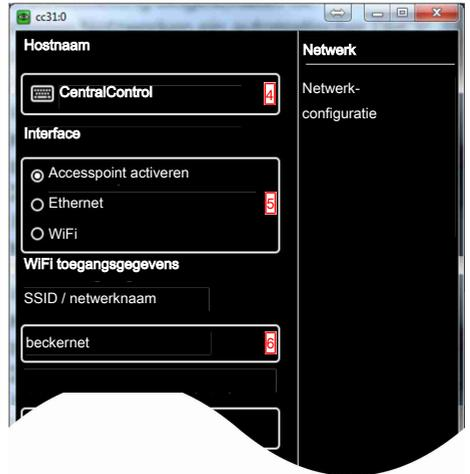 cc31:0
Hostnaam
CentralControl
4
Interface
Accesspoint activeren
Ethernet
5
WiFi
WiFi toegangsgegevens
SSID / netwerknaam
beckernet
6
Netwerk
Netwerk-
configuratie